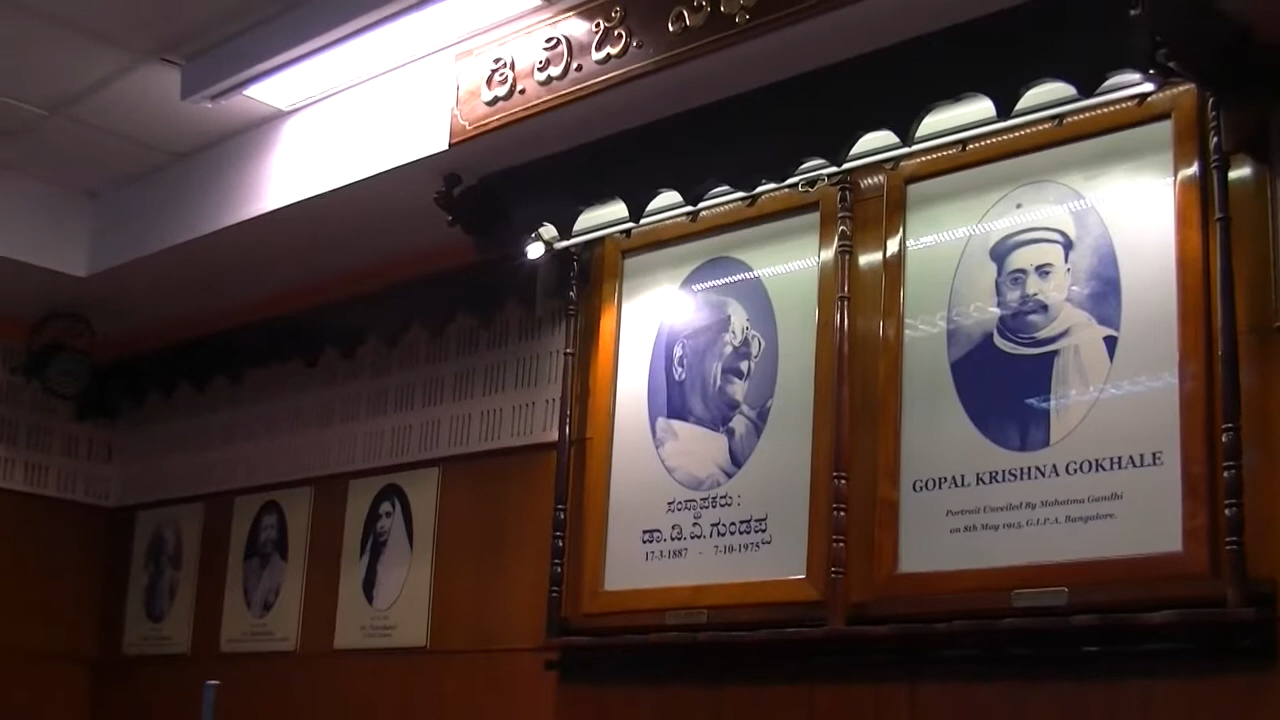 ಡಿ.ವಿ.ಜಿ.
ಸಂಸ್ಥಾಪಕರು :
ಡಾ. ಡಿ. ವಿ. ಗುಂಡಪ್ಪ
17-3-1887 - 7-10-1975
GOPAL KRISHNA GOKHALE
Portrait Unveiled By Mahatma Gandhi
on 8th May 1915, G.I.P.A, Bangalore.